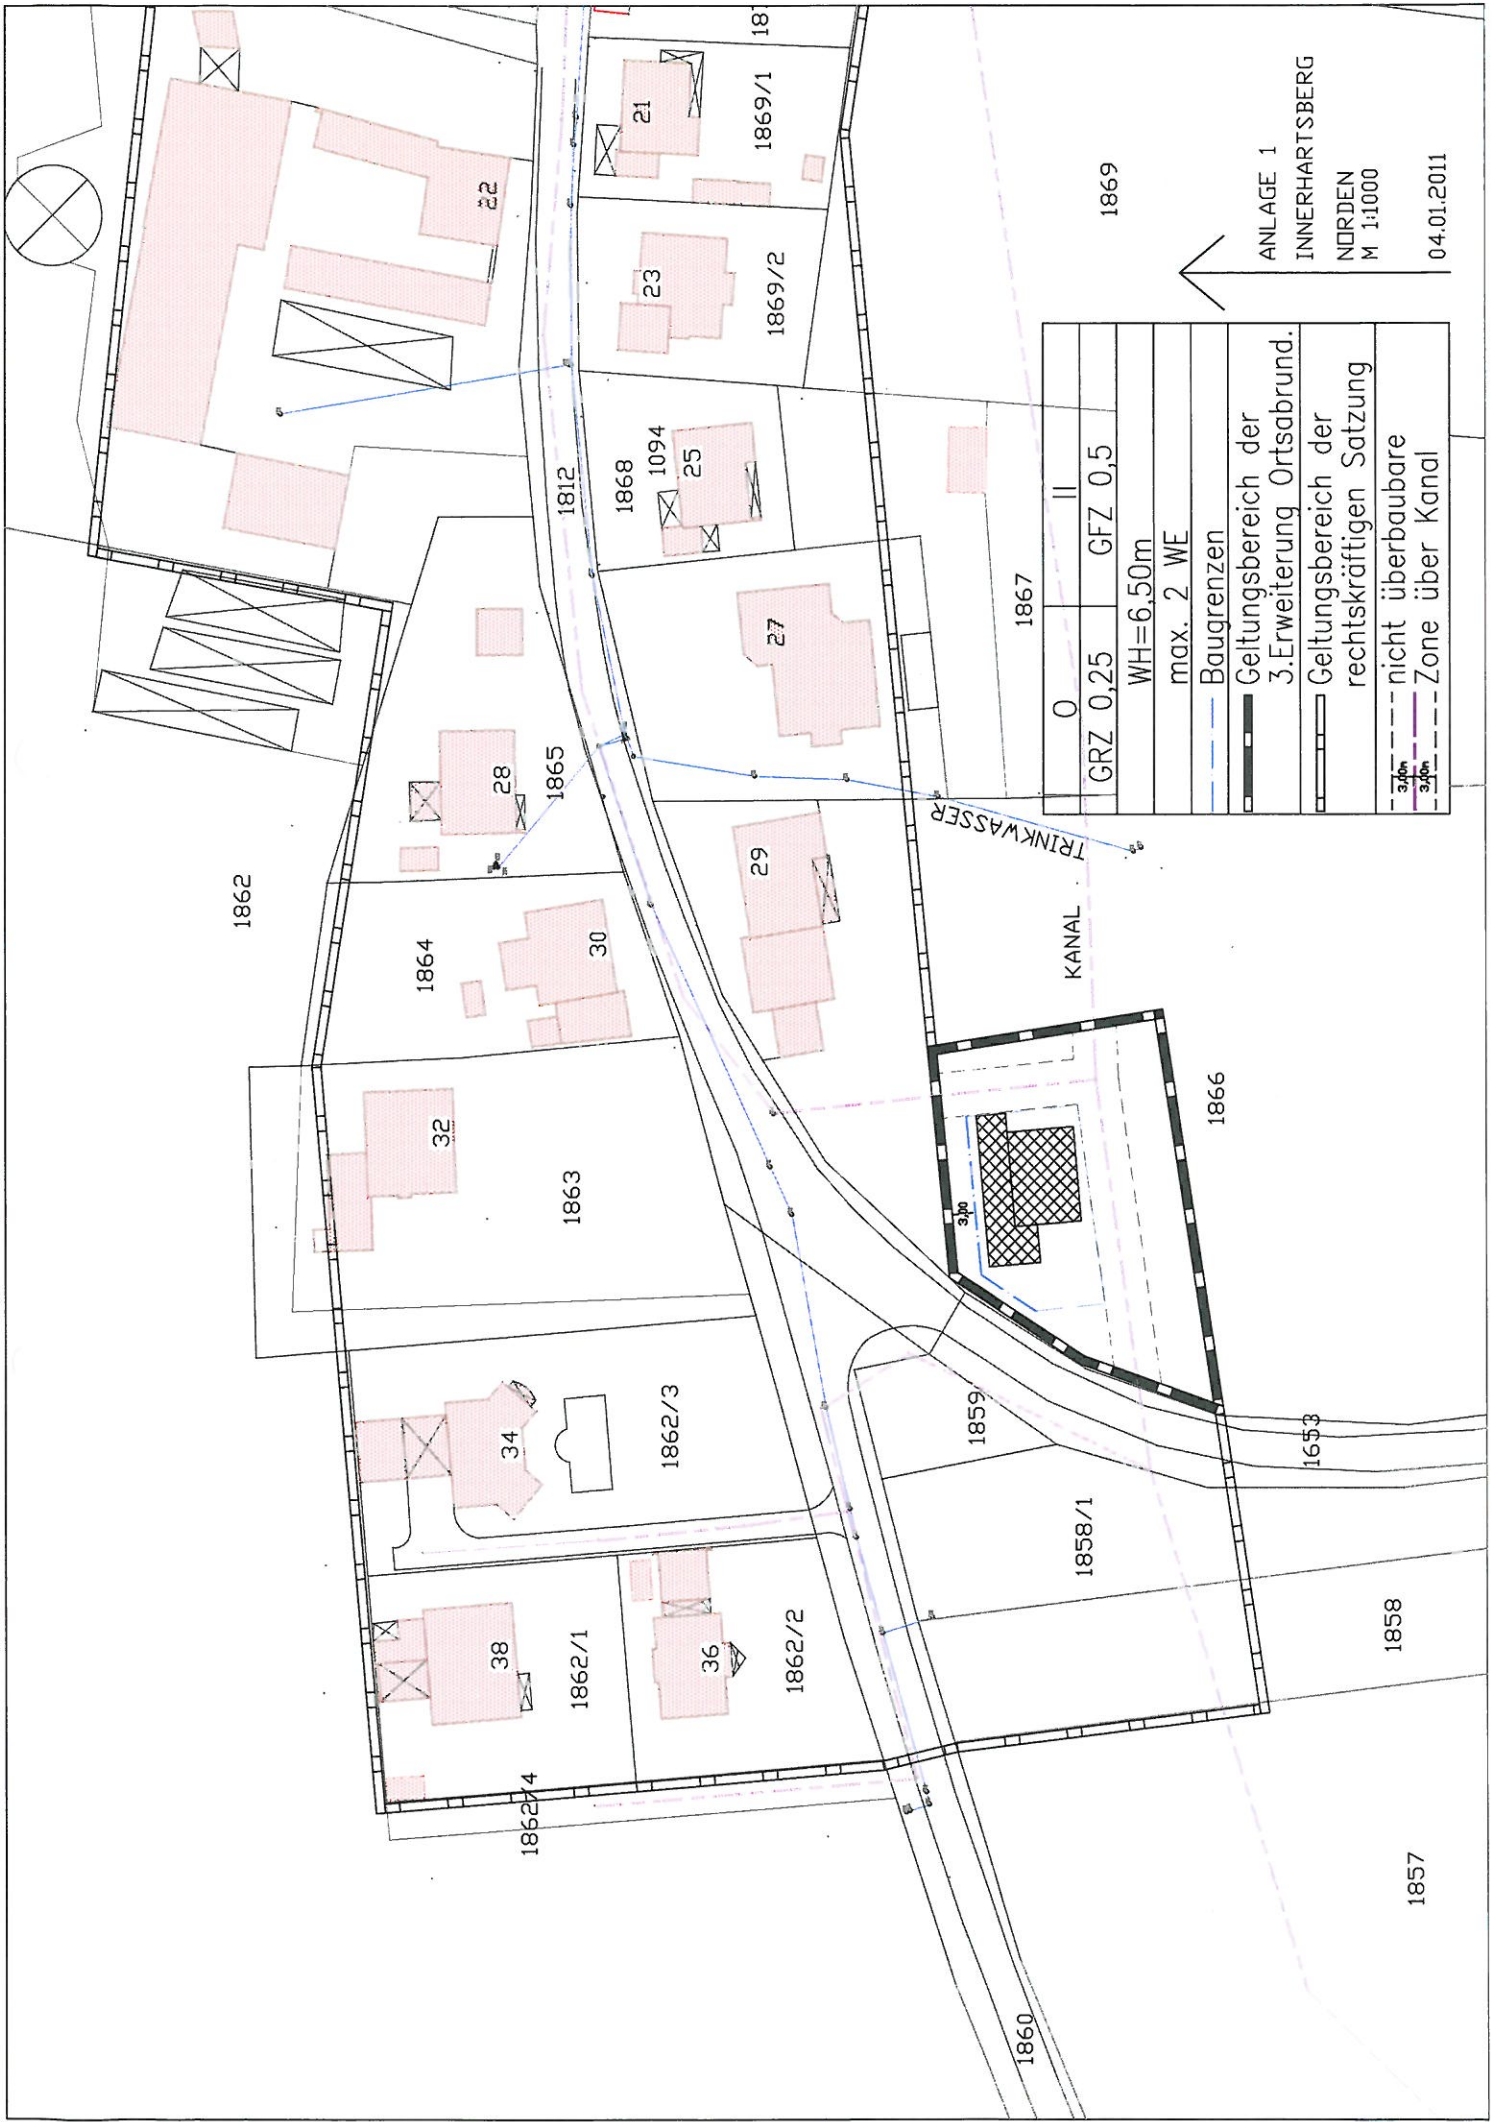 ANLAGE 1
INNERHARTSBERG
NORDEN
M 1:1000
04.01.2011
O II
GRZ 0,25 GFZ 0,5
WH=6,50m
max. 2 WE
Baugrenzen
Geltungsbereich der
3.Erweiterung Ortsabrund.
Geltungsbereich der
rechtskräftigen Satzung
3,00m
3,00m
nicht überbaubare
Zone über Kanal
1862
1862/4
38
1862/1
36
1862/2
34
1862/3
32
1863
1864
30
28
1865
22
1812
21
1869/1
18
23
1869/2
1868
1094
25
27
29
1867
1869
TRINKWASSER
KANAL
3,00
1866
1859
1653
1858/1
1858
1857
1860